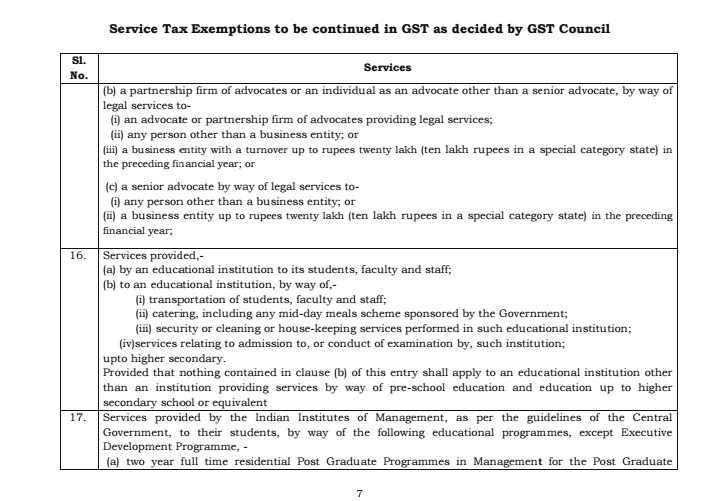 Service Tax Exemptions to be continued in GST as decided by GST Council
Sl.
No.
Services
(b) a partnership firm of advocates or an individual as an advocate other than a senior advocate, by way of
legal services to-
(i) an advocate or partnership firm of advocates providing legal services;
(ii) any person other than a business entity; or
(iii) a business entity with a turnover up to rupees twenty lakh (ten lakh rupees in a special category state) in
the preceding financial year; or
(c) a senior advocate by way of legal services to-
(i) any person other than a business entity; or
(ii) a business entity up to rupees twenty lakh (ten lakh rupees in a special category state) in the preceding
financial year;
16. Services provided,-
(a) by an educational institution to its students, faculty and staff;
(b) to an educational institution, by way of,-
(i) transportation of students, faculty and staff;
(ii) catering, including any mid-day meals scheme sponsored by the Government;
(iii) security or cleaning or house-keeping services performed in such educational institution;
(iv)services relating to admission to, or conduct of examination by, such institution;
upto higher secondary.
Provided that nothing contained in clause (b) of this entry shall apply to an educational institution other
than an institution providing services by way of pre-school education and education up to higher
secondary school or equivalent
17. Services provided by the Indian Institutes of Management, as per the guidelines of the Central
Government, to their students, by way of the following educational programmes, except Executive
Development Programme, -
(a) two year full time residential Post Graduate Programmes in Management for the Post Graduate
7